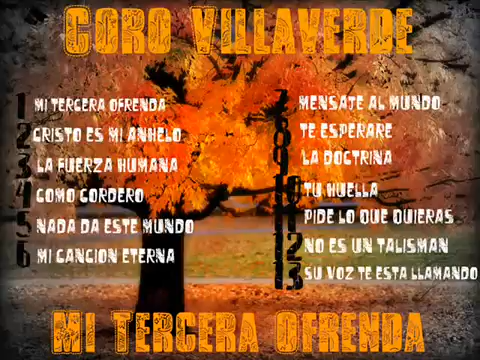 CORO VILLAVERDE
1 MI TERCERA OFRENDA
2 CRISTO ES MI ANHELO
3 LA FUERZA HUMANA
4 COMO CORDERO
5 NADA DA ESTE MUNDO
6 MI CANCION ETERNA
7 MENSATE AL MUNDO
8 TE ESPERARE
9 LA DOCTRINA
10 TU HUELLA
11 PIDE LO QUE QUIERAS
12 NO ES UN TALISMAN
13 SU VOZ TE ESTA LLAMANDO
MI TERCERA OFRENDA